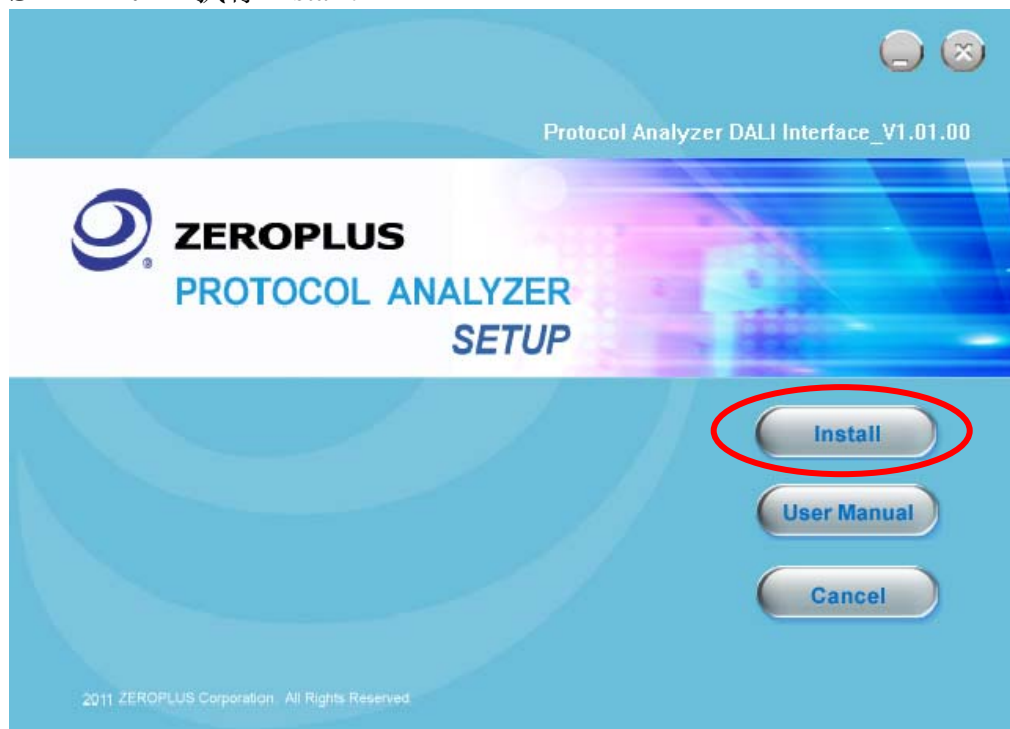 Protocol Analyzer DALI Interface_V1.01.00
ZEROPLUS
®
PROTOCOL ANALYZER
SETUP
Install
User Manual
Cancel
2011 ZEROPLUS Corporation. All Rights Reserved